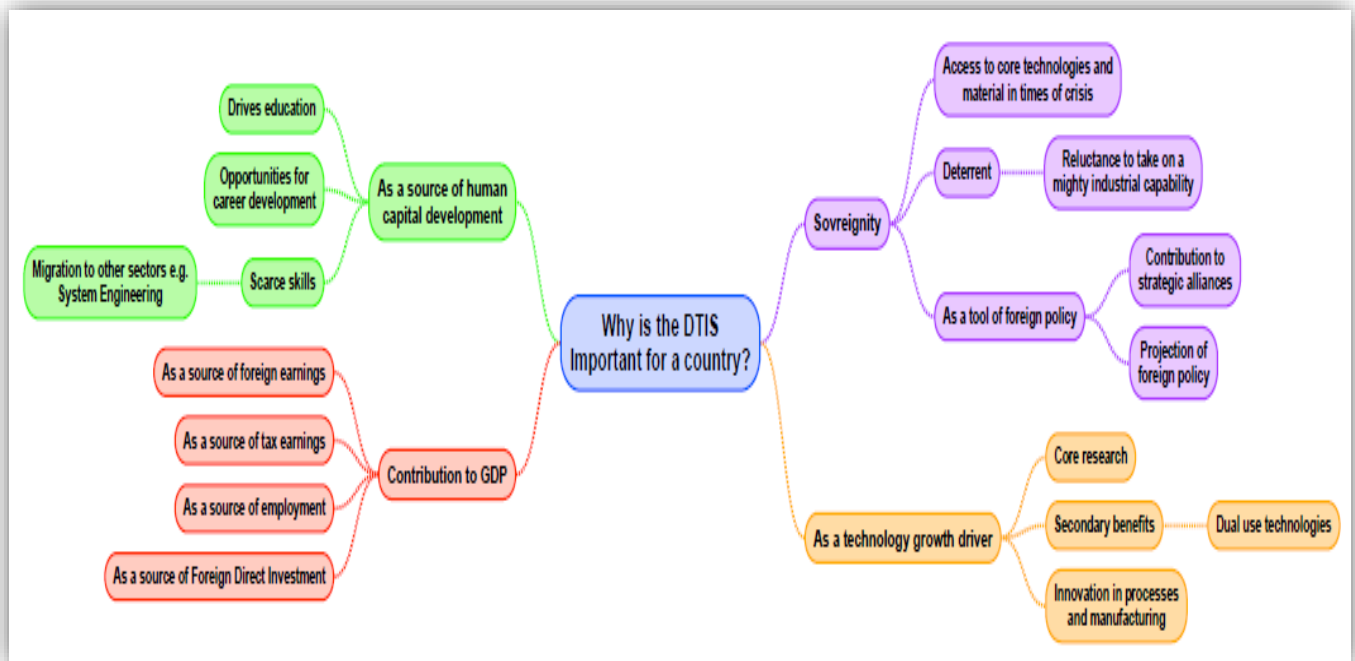 Why is the DTIS
Important for a country?
As a source of human
capital development
Drives education
Opportunities for
career development
Scarce skills
Migration to other sectors e.g.
System Engineering
Contribution to GDP
As a source of foreign earnings
As a source of tax earnings
As a source of employment
As a source of Foreign Direct Investment
Sovreignity
Access to core technologies and
material in times of crisis
Deterrent
Reluctance to take on a
mighty industrial capability
As a tool of foreign policy
Contribution to
strategic alliances
Projection of
foreign policy
As a technology growth driver
Core research
Secondary benefits
Dual use technologies
Innovation in processes
and manufacturing